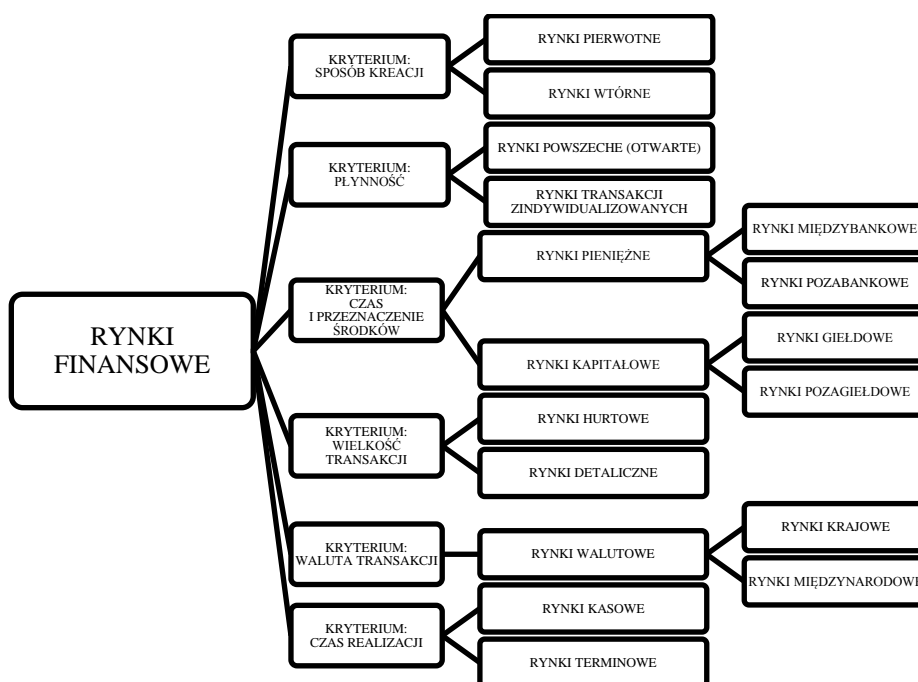 RYNKI
FINANSOWE
KRYTERIUM:
SPOSÓB KREACJI
RYNKI PIERWOTNE
RYNKI WTÓRNE
KRYTERIUM:
PŁYNNOŚĆ
RYNKI POWSZECHE (OTWARTE)
RYNKI TRANSAKCJI
ZINDYWIDUALIZOWANYCH
KRYTERIUM:
CZAS
I PRZEZNACZENIE
ŚRODKÓW
RYNKI PIENIĘŻNE
RYNKI MIĘDZYBANKOWE
RYNKI POZABANKOWE
RYNKI KAPITAŁOWE
RYNKI GIEŁDOWE
RYNKI POZAGIEŁDOWE
KRYTERIUM:
WIELKOŚĆ
TRANSAKCJI
RYNKI HURTOWE
RYNKI DETALICZNE
KRYTERIUM:
WALUTA TRANSAKCJI
RYNKI WALUTOWE
RYNKI KRAJOWE
RYNKI MIĘDZYNARODOWE
KRYTERIUM:
CZAS REALIZACJI
RYNKI KASOWE
RYNKI TERMINOWE